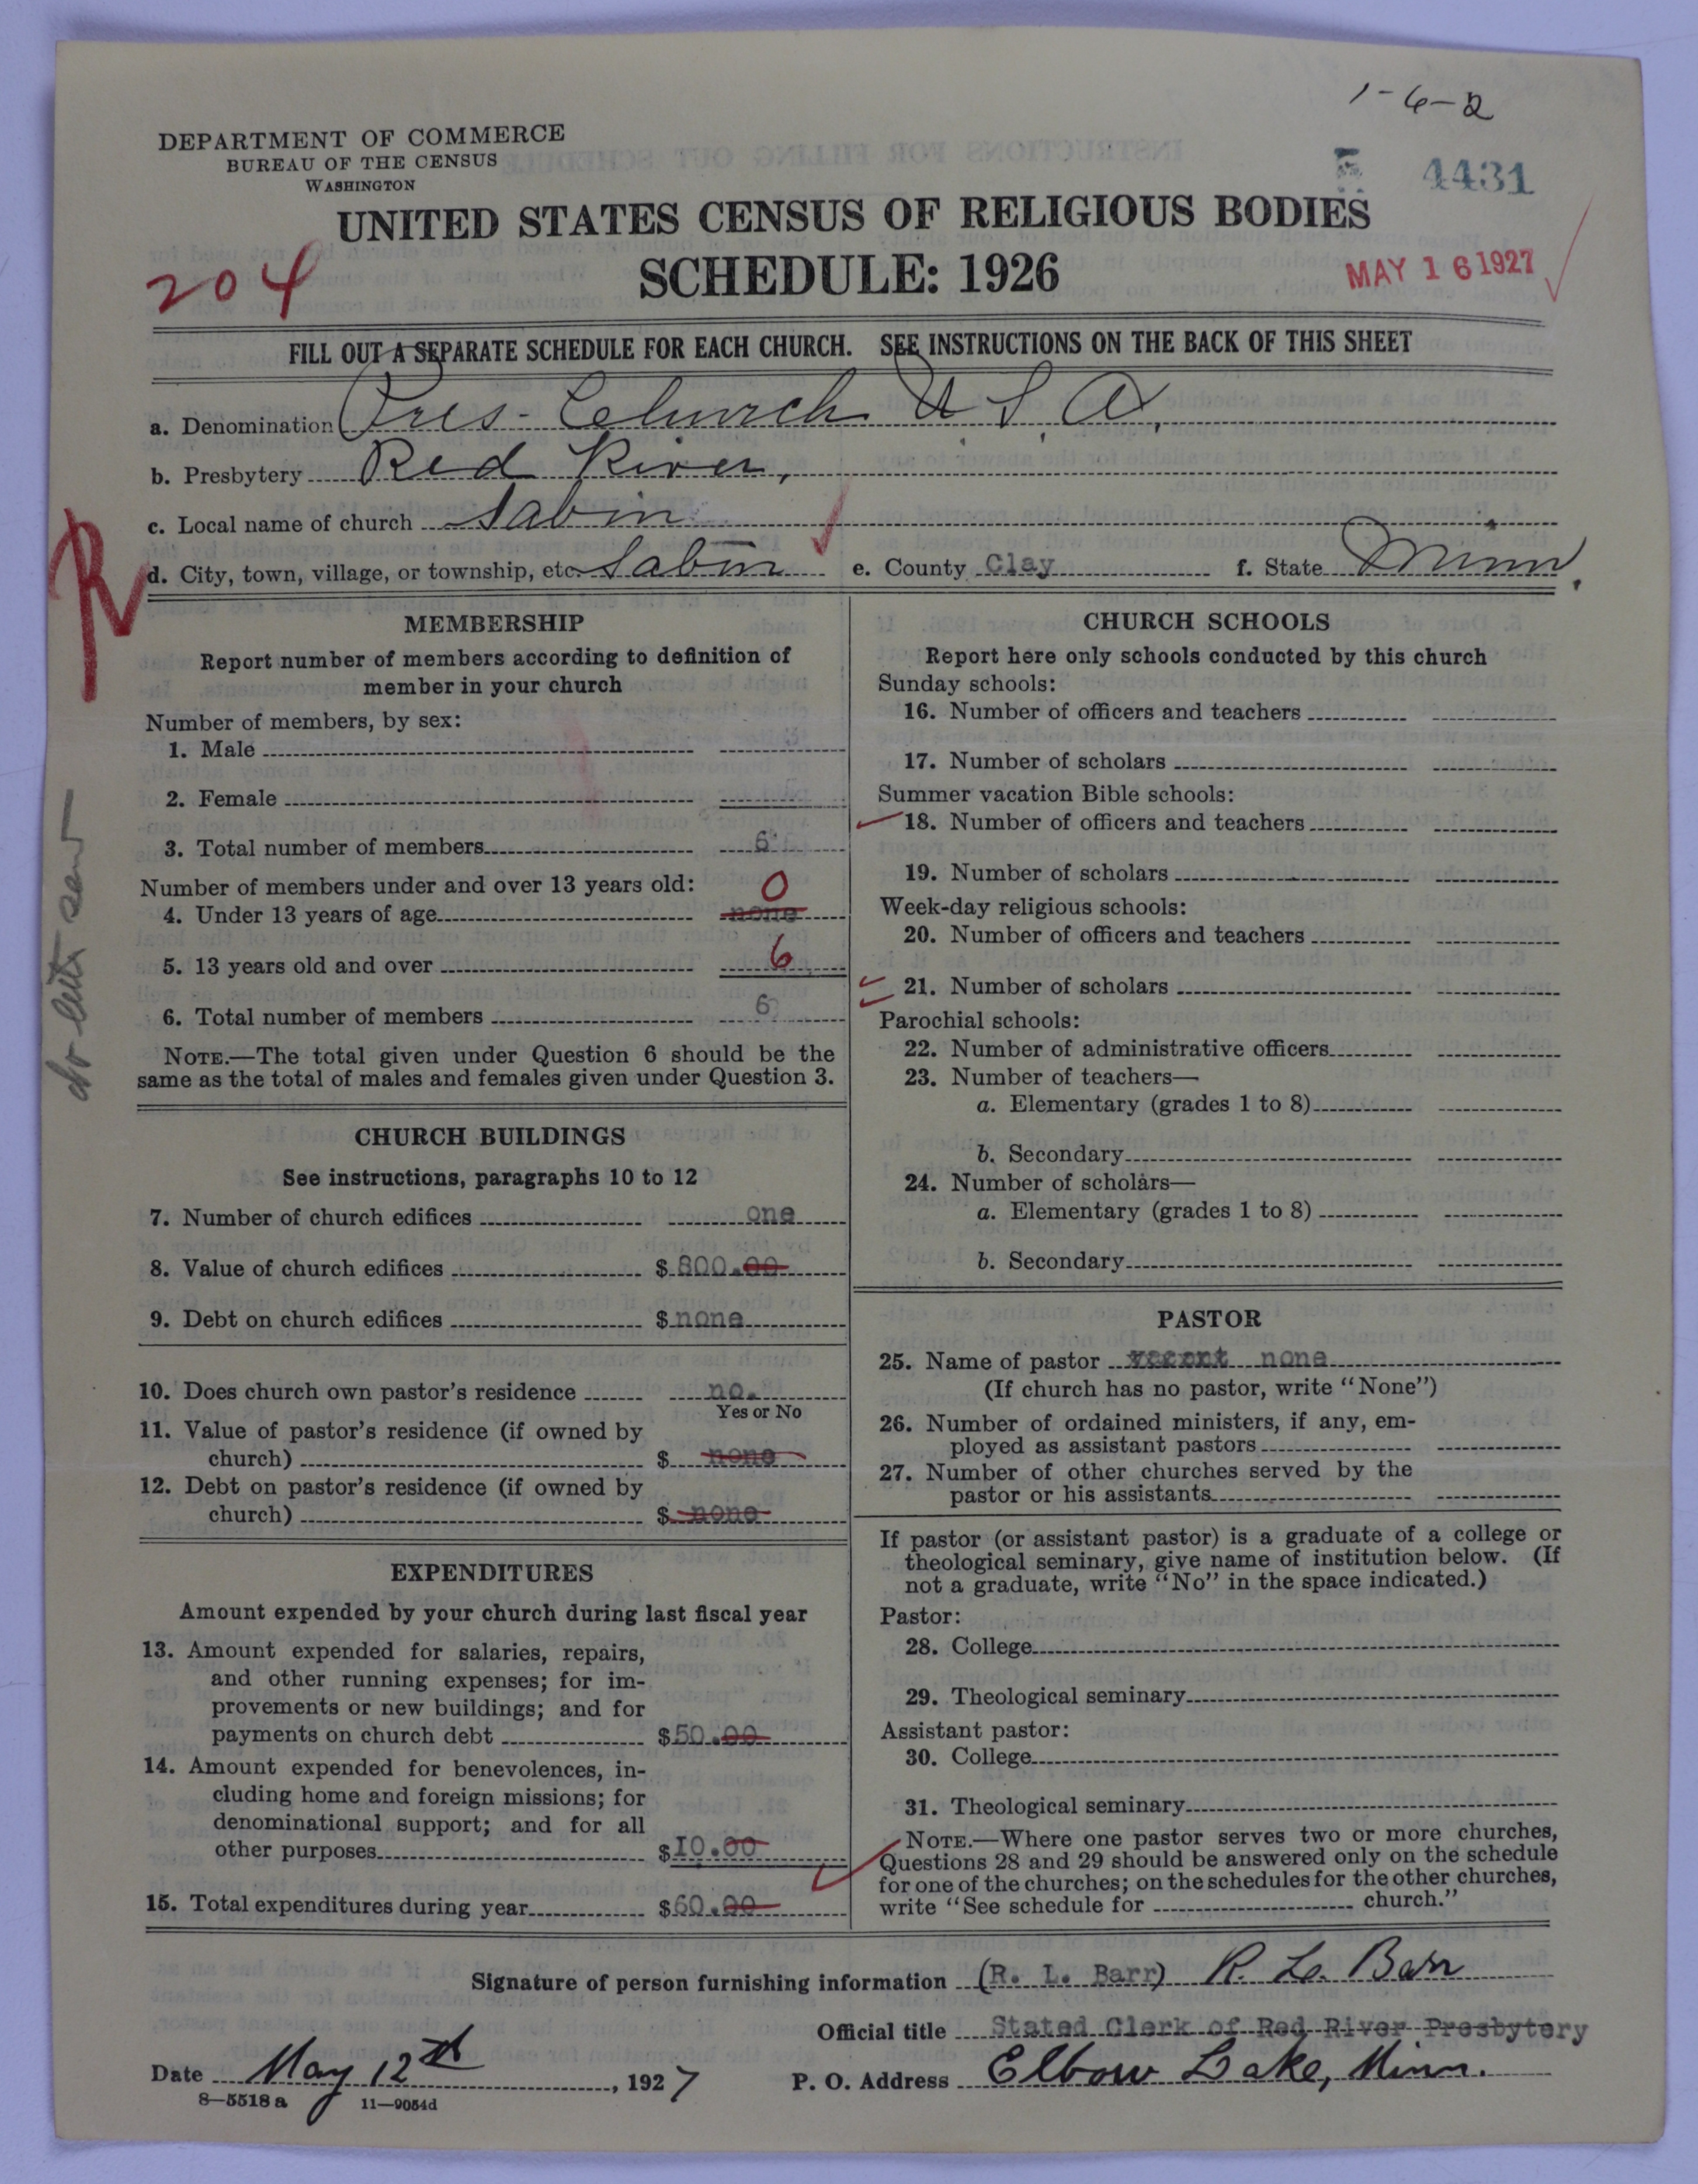 1-6-2
DEPARTMENT OF COMMERCE
BUREAU OF THE CENSUS
WASHINGTON
4431
UNITED STATES CENSUS OF RELIGIOUS BODIES
SCHEDULE: 1926
204
MAY 16 1927
FILL OUT A SEPARATE SCHEDULE FOR EACH CHURCH. SEE INSTRUCTIONS ON THE BACK OF THIS SHEET
a. Denomination Pres. Church U S A.
b. Presbytery Red River,
c. Local name of church Sabin
d. City, town, village, or township, etc. Sabin e. County Clay f. State Minn.
R
MEMBERSHIP
Report number of members according to definition of
member in your church
Number of members, by sex:
1. Male
2. Female
3. Total number of members 6
Number of members under and over 13 years old:
0
4. Under 13 years of age none
5. 13 years old and over 6
6. Total number of members 6
NOTE.—The total given under Question 6 should be the
same as the total of males and females given under Question 3.
CHURCH BUILDINGS
See instructions, paragraphs 10 to 12
7. Number of church edifices one
8. Value of church edifices $ 800.00
9. Debt on church edifices $ none
10. Does church own pastor's residence no.
Yes or No
11. Value of pastor's residence (if owned by
church) $ none
12. Debt on pastor's residence (if owned by
church) $ none
EXPENDITURES
Amount expended by your church during last fiscal year
13. Amount expended for salaries, repairs,
and other running expenses; for im-
provements or new buildings; and for
payments on church debt $50.00
14. Amount expended for benevolences, in-
cluding home and foreign missions; for
denominational support; and for all
other purposes $10.00
15. Total expenditures during year $60.00
CHURCH SCHOOLS
Report here only schools conducted by this church
Sunday schools:
16. Number of officers and teachers
17. Number of scholars
Summer vacation Bible schools:
18. Number of officers and teachers
19. Number of scholars
Week-day religious schools:
20. Number of officers and teachers
21. Number of scholars
Parochial schools:
22. Number of administrative officers
23. Number of teachers—
a. Elementary (grades 1 to 8)
b. Secondary
24. Number of scholars—
a. Elementary (grades 1 to 8)
b. Secondary
PASTOR
25. Name of pastor vacant none
(If church has no pastor, write "None")
26. Number of ordained ministers, if any, em-
ployed as assistant pastors
27. Number of other churches served by the
pastor or his assistants
If pastor (or assistant pastor) is a graduate of a college or
theological seminary, give name of institution below. (If
not a graduate, write "No" in the space indicated.)
Pastor:
28. College
29. Theological seminary
Assistant pastor:
30. College
31. Theological seminary
NOTE.—Where one pastor serves two or more churches,
Questions 28 and 29 should be answered only on the schedule
for one of the churches; on the schedules for the other churches,
write "See schedule for church."
Signature of person furnishing information (R. L. Barr) R. L. Barr
Official title Stated Clerk of Red River Presbytery
Date May 12th, 1927 P. O. Address Elbow Lake, Minn.
8—5518a 11—9054d